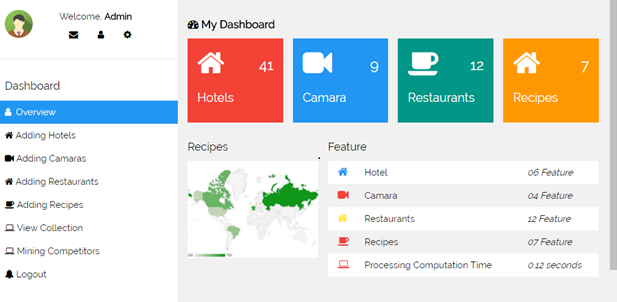 Welcome, Admin
Dashboard
Overview
Adding Hotels
Adding Camaras
Adding Restaurants
Adding Recipes
View Collection
Mining Competitors
Logout
My Dashboard
41
Hotels
9
Camara
12
Restaurants
7
Recipes
Recipes
Feature
Hotel 06 Feature
Camara 04 Feature
Restaurants 12 Feature
Recipes 07 Feature
Processing Computation Time 0.12 seconds